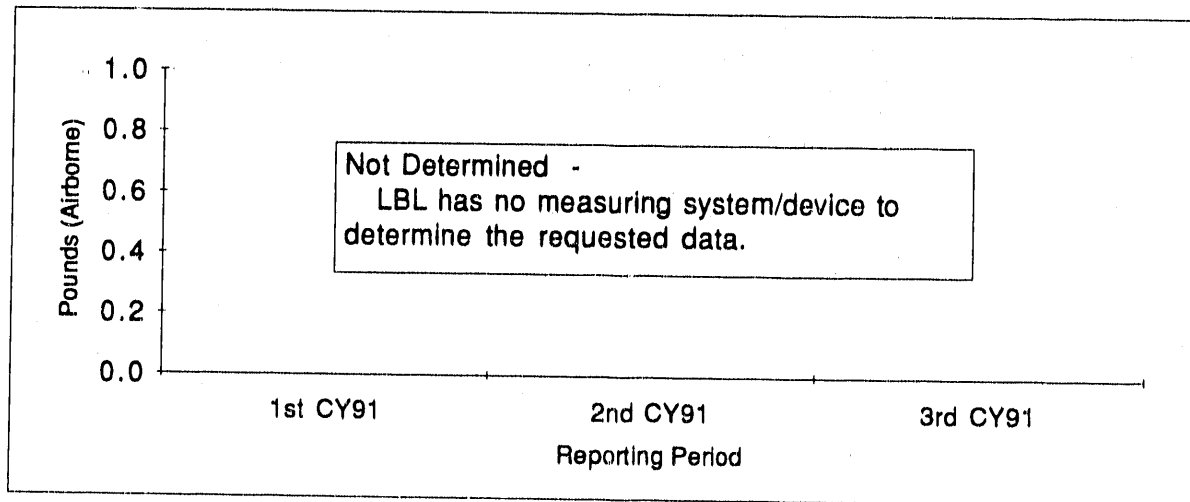 1.0
0.8
0.6
0.4
0.2
0.0
Pounds (Airborne)
Not Determined -
LBL has no measuring system/device to
determine the requested data.
1st CY91
2nd CY91
3rd CY91
Reporting Period